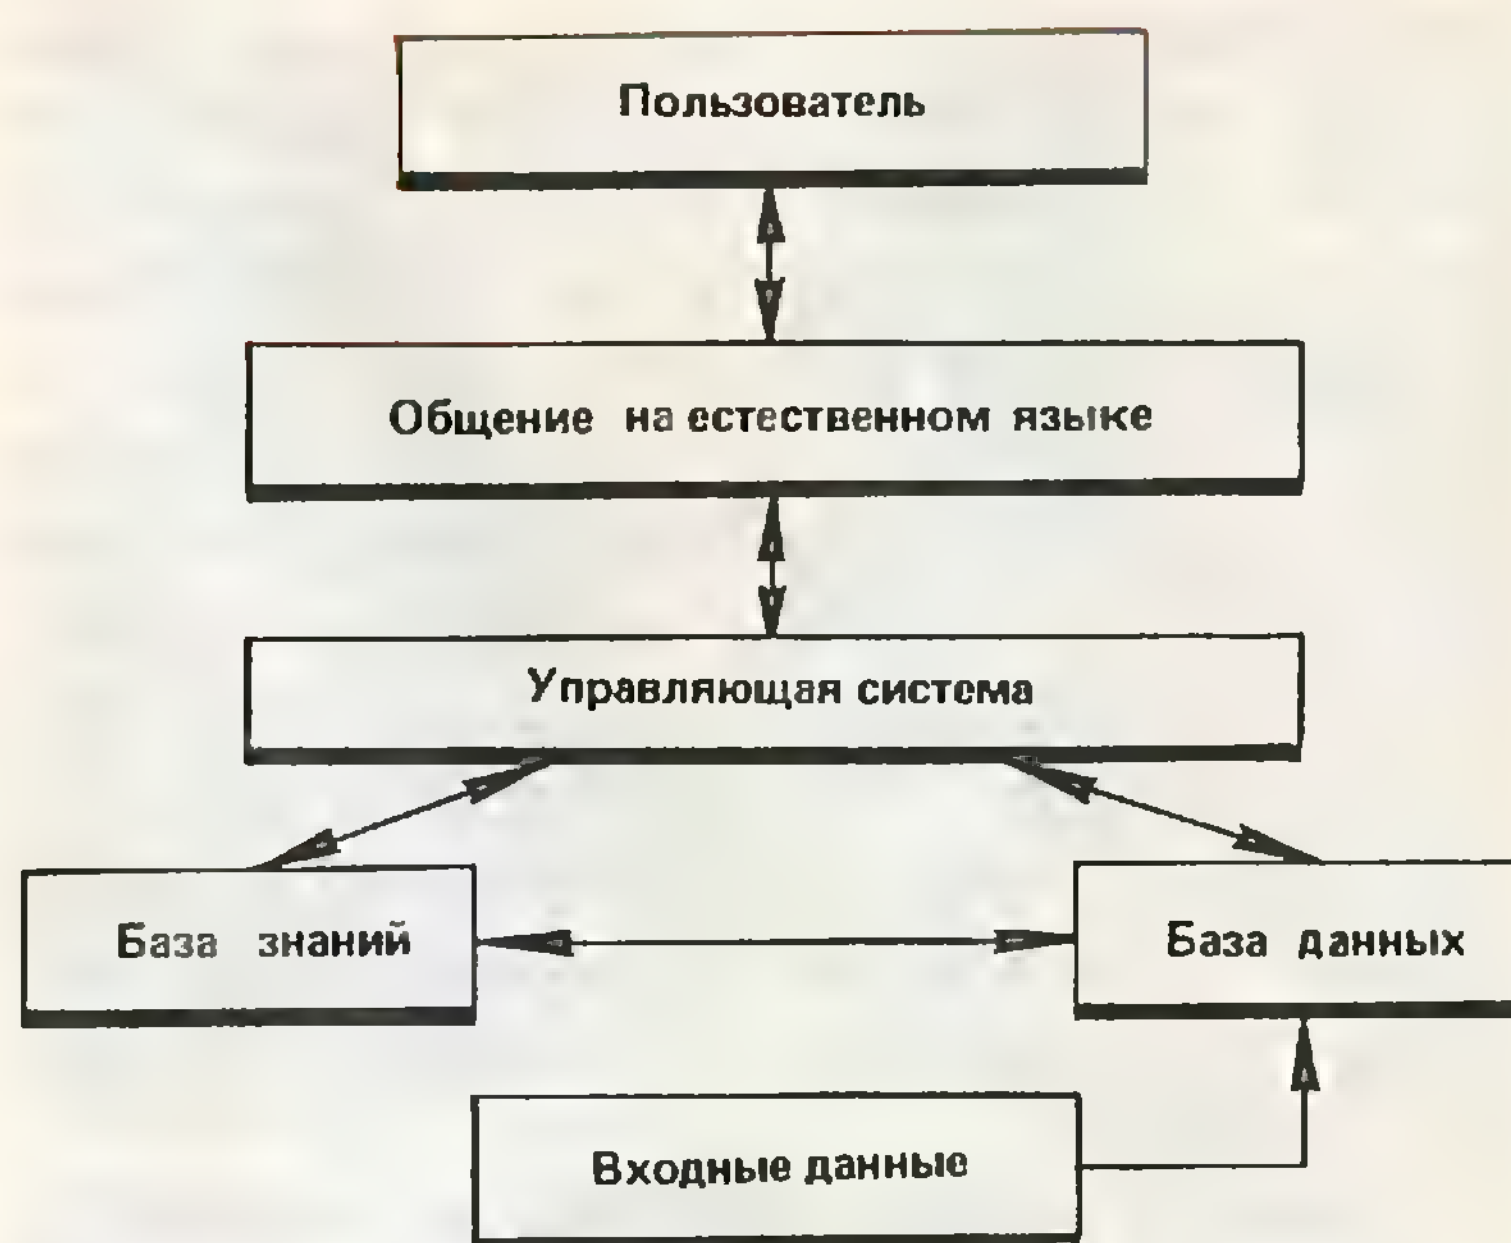 Пользователь
Общение на естественном языке
Управляющая система
База знаний
База данных
Входные данные